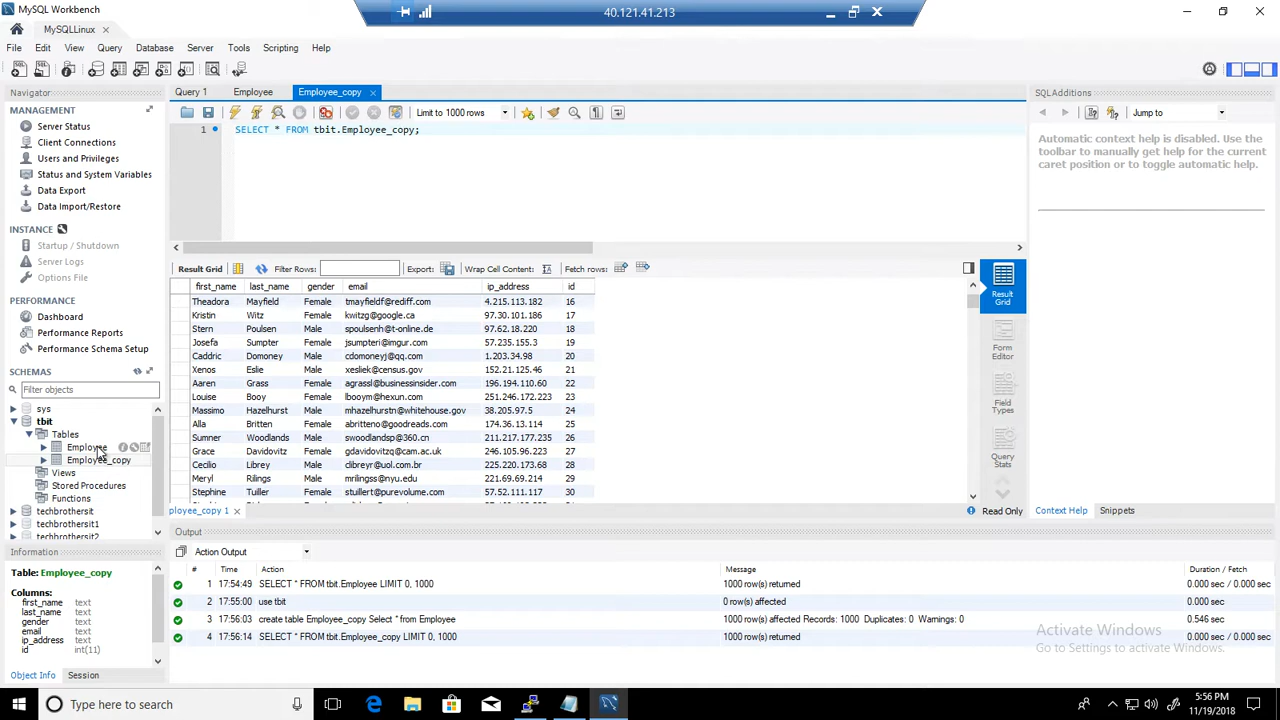 MySQL Workbench
40.121.41.213
MySQLLinux
File Edit View Query Database Server Tools Scripting Help
Navigator
Query 1 Employee Employee_copy
SQLAdditions
MANAGEMENT
Server Status
Client Connections
Users and Privileges
Status and System Variables
Data Export
Data Import/Restore
INSTANCE
Startup / Shutdown
Server Logs
Options File
PERFORMANCE
Dashboard
Performance Reports
Performance Schema Setup
SCHEMAS
Filter objects
sys
tbit
Tables
Employee
Employee_copy
Views
Stored Procedures
Functions
techbrothersit
techbrothersit1
techbrothersit2
Information
Table: Employee_copy
Columns:
first_name text
last_name text
gender text
email text
ip_address text
id int(11)
Object Info Session
Limit to 1000 rows
1 SELECT * FROM tbit.Employee_copy;
Result Grid Filter Rows: Export: Wrap Cell Content: Fetch rows:
first_name last_name gender email ip_address id
Theadora Mayfield Female tmayfieldf@rediff.com 4.215.113.182 16
Kristin Witz Female kwitzg@google.ca 97.30.101.186 17
Stern Poulsen Male spoulsenh@t-online.de 97.62.18.220 18
Josefa Sumpter Female jsumpteri@imgur.com 57.235.155.3 19
Caddric Domoney Male cdomoneyj@qq.com 1.203.34.98 20
Xenos Eslie Male xesliek@census.gov 152.21.125.46 21
Aaren Grass Female agrassl@businessinsider.com 196.194.110.60 22
Louise Booy Female lbooym@hexun.com 251.246.172.223 23
Massimo Hazelhurst Male mhazelhurstn@whitehouse.gov 38.205.97.5 24
Alla Britten Female abritteno@goodreads.com 174.36.13.114 25
Sumner Woodlands Male swoodlandsp@360.cn 211.217.177.235 26
Grace Davidovitz Female gdavidovitzq@cam.ac.uk 246.105.96.223 27
Cecilio Librey Male clibreyr@uol.com.br 225.220.173.68 28
Meryl Rilings Male mrilingss@nyu.edu 221.69.69.214 29
Stephine Tuller Female stuillert@purevolume.com 57.52.111.117 30
Result Grid
Form Editor
Field Types
Query Stats
ployee_copy 1
Read Only
Jump to
Automatic context help is disabled. Use the
toolbar to manually get help for the current
caret position or to toggle automatic help.
Context Help Snippets
Output
Action Output
# Time Action Message Duration / Fetch
1 17:54:49 SELECT * FROM tbit.Employee LIMIT 0, 1000 1000 row(s) returned 0.000 sec / 0.000 sec
2 17:55:00 use tbit 0 row(s) affected 0.000 sec
3 17:56:03 create table Employee_copy Select * from Employee 1000 row(s) affected Records: 1000 Duplicates: 0 Warnings: 0 0.546 sec
4 17:56:14 SELECT * FROM tbit.Employee_copy LIMIT 0, 1000 1000 row(s) returned 0.000 sec / 0.000 sec
Activate Windows
Go to Settings to activate Windows.
Type here to search
5:56 PM
11/19/2018